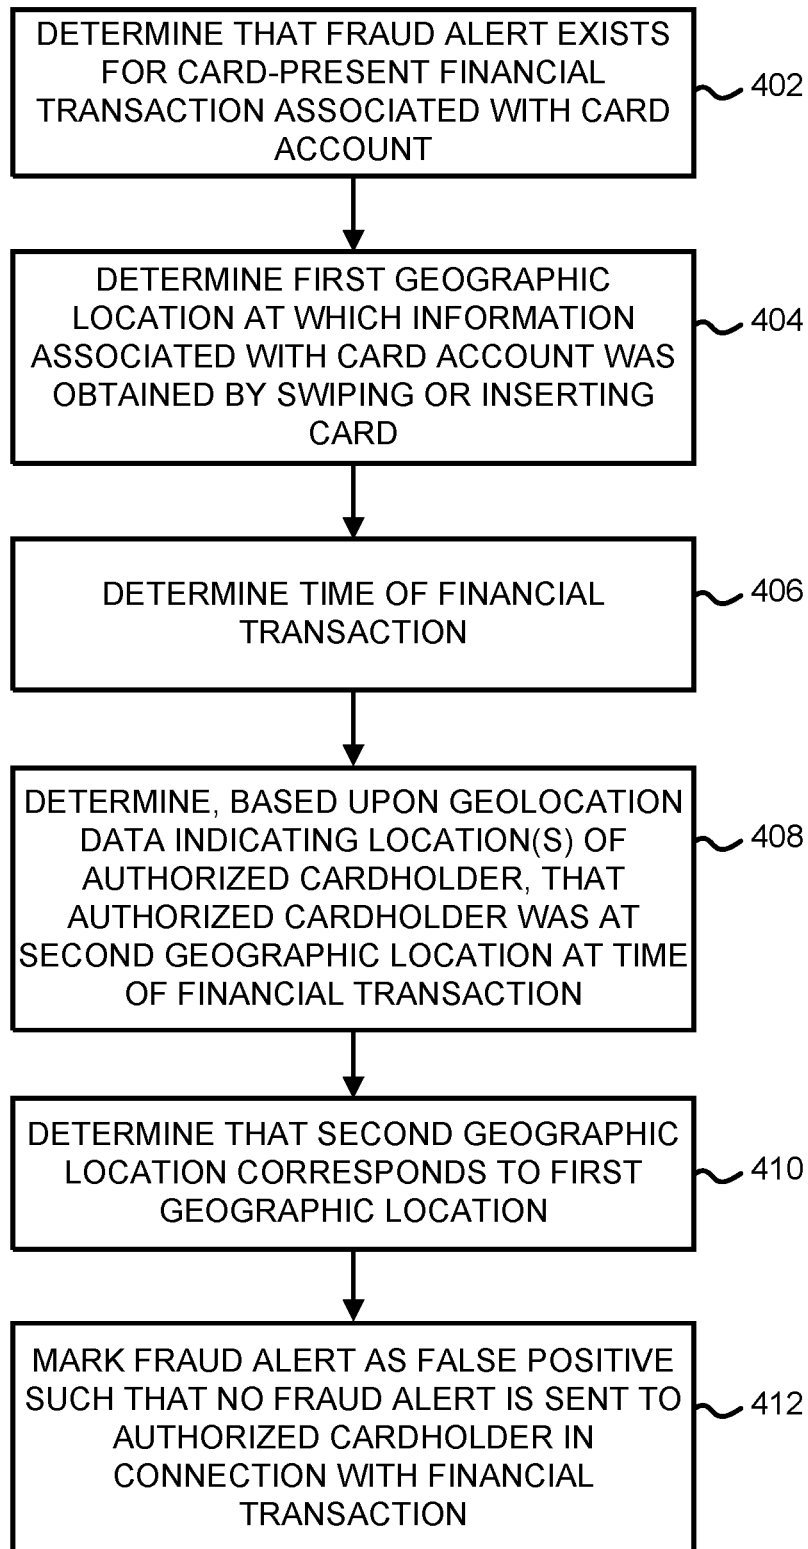 DETERMINE THAT FRAUD ALERT EXISTS
FOR CARD-PRESENT FINANCIAL
TRANSACTION ASSOCIATED WITH CARD
ACCOUNT
402
DETERMINE FIRST GEOGRAPHIC
LOCATION AT WHICH INFORMATION
ASSOCIATED WITH CARD ACCOUNT WAS
OBTAINED BY SWIPING OR INSERTING
CARD
404
DETERMINE TIME OF FINANCIAL
TRANSACTION
406
DETERMINE, BASED UPON GEOLOCATION
DATA INDICATING LOCATION(S) OF
AUTHORIZED CARDHOLDER, THAT
AUTHORIZED CARDHOLDER WAS AT
SECOND GEOGRAPHIC LOCATION AT TIME
OF FINANCIAL TRANSACTION
408
DETERMINE THAT SECOND GEOGRAPHIC
LOCATION CORRESPONDS TO FIRST
GEOGRAPHIC LOCATION
410
MARK FRAUD ALERT AS FALSE POSITIVE
SUCH THAT NO FRAUD ALERT IS SENT TO
AUTHORIZED CARDHOLDER IN
CONNECTION WITH FINANCIAL
TRANSACTION
412